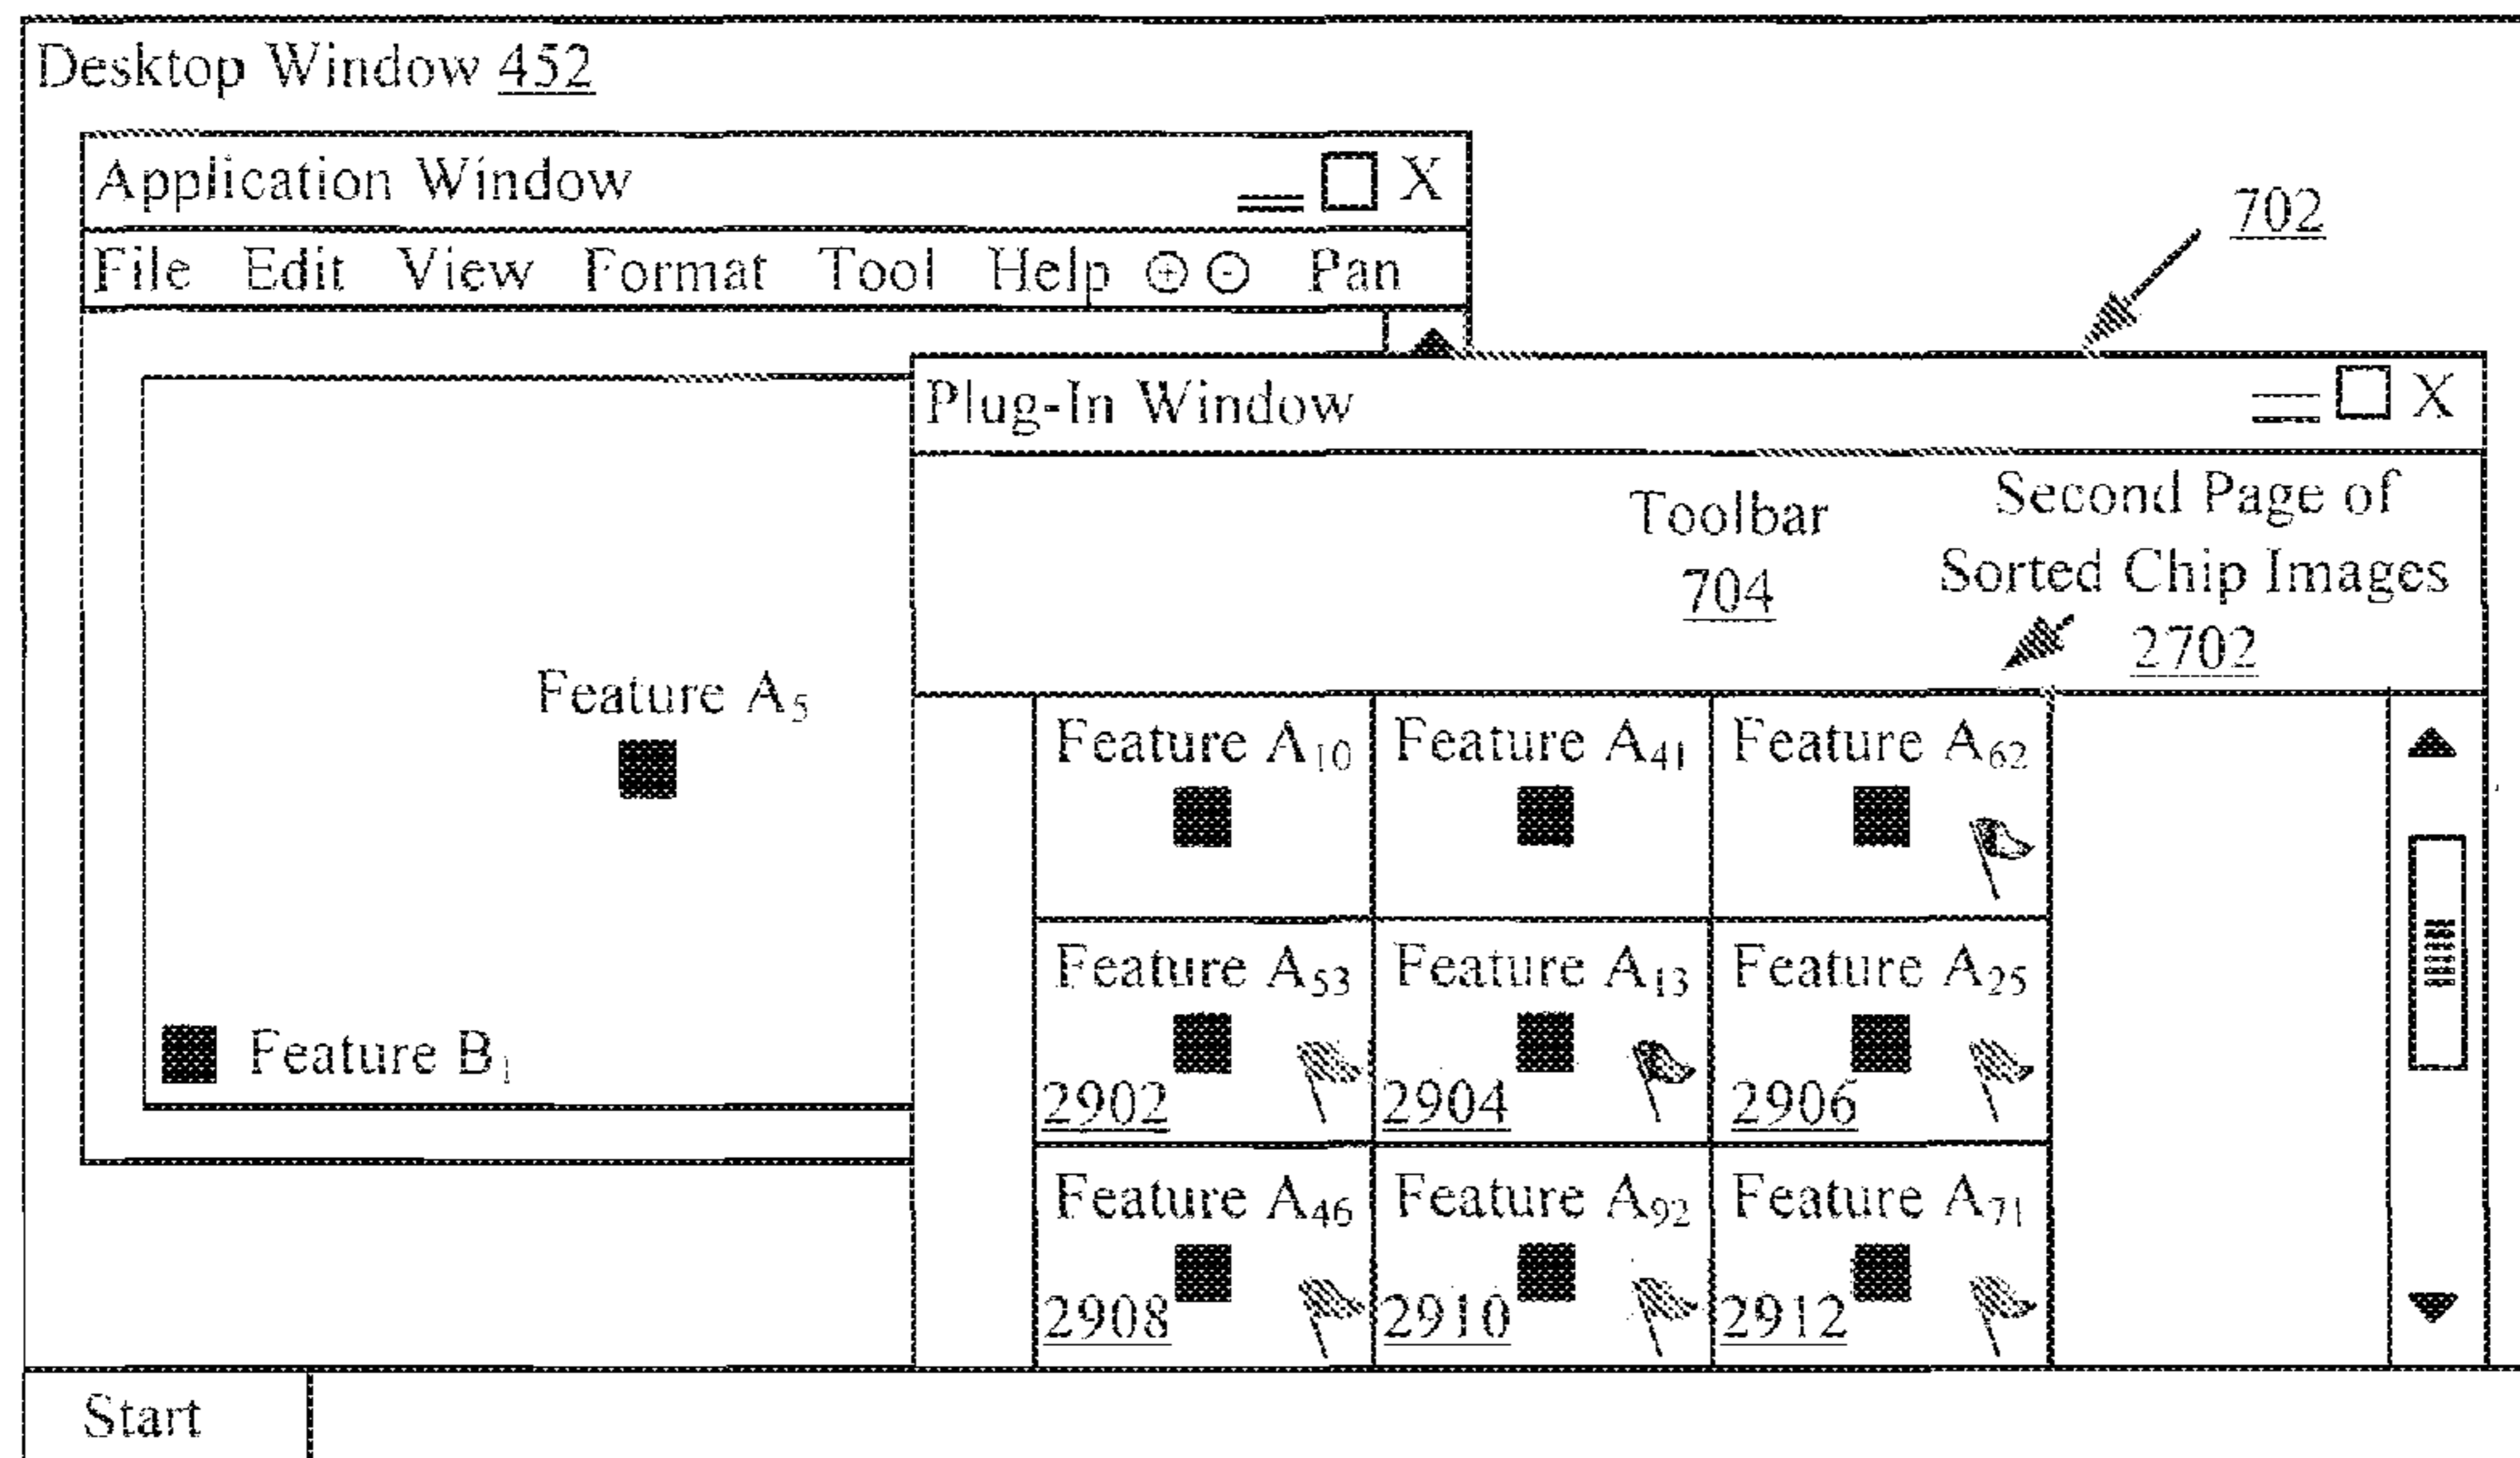 Desktop Window 452
Application Window X
File Edit View Format Tool Help ⊕ ⊖ Pan
702
Plug-In Window X
Toolbar
704
Second Page of
Sorted Chip Images
2702
Feature A5
Feature B1
Feature A10 Feature A41 Feature A62
Feature A53 Feature A13 Feature A25
2902 2904 2906
Feature A46 Feature A92 Feature A71
2908 2910 2912
Start